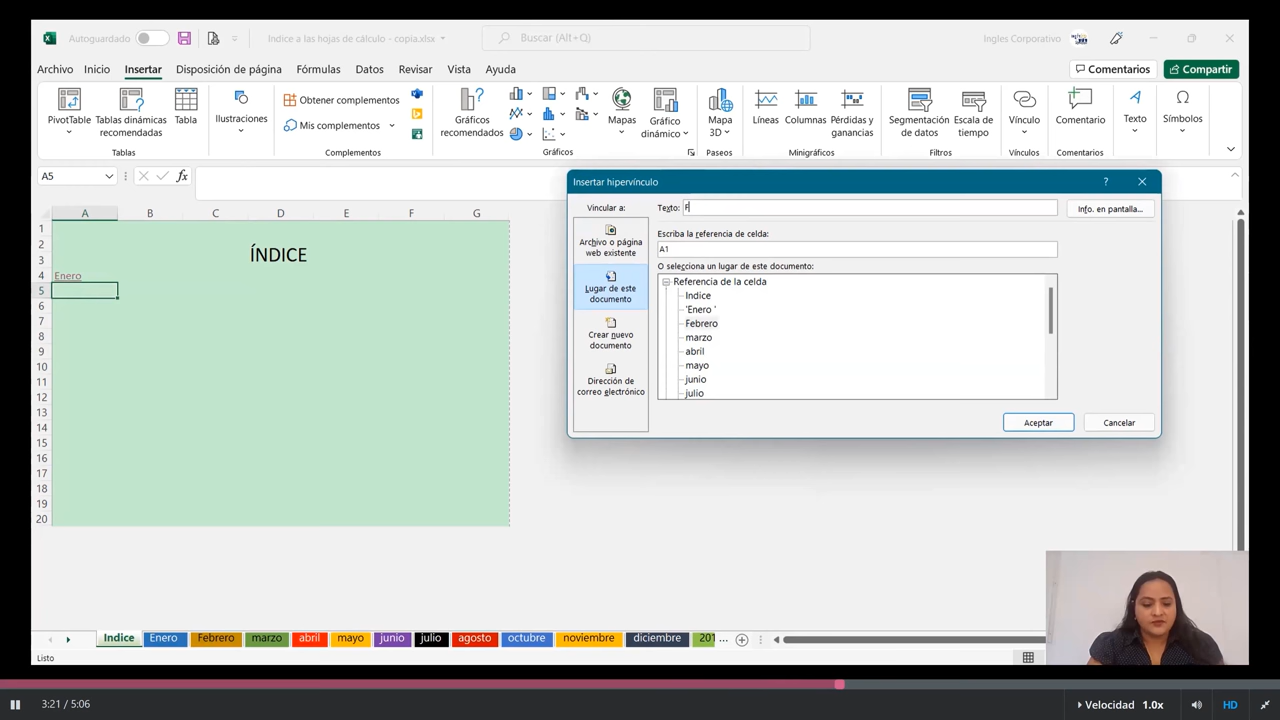 Autoguardado
Indice a las hojas de cálculo - copia.xlsx
Buscar (Alt+Q)
Ingles Corporativo
Archivo Inicio Insertar Disposición de página Fórmulas Datos Revisar Vista Ayuda
Comentarios
Compartir
PivotTable
Tablas dinámicas recomendadas
Tabla
Tablas
Ilustraciones
Obtener complementos
Mis complementos
Complementos
Gráficos recomendados
Mapas
Gráfico dinámico
Gráficos
Mapa 3D
Paseos
Líneas
Columnas
Pérdidas y ganancias
Minigráficos
Segmentación de datos
Escala de tiempo
Filtros
Vínculo
Vínculos
Comentario
Comentarios
Texto
Símbolos
A5
fx
A B C D E F G
1
2
3
4
5
6
7
8
9
10
11
12
13
14
15
16
17
18
19
20
ÍNDICE
Enero
Insertar hipervínculo
?
Vincular a:
Texto: F
Info. en pantalla...
Archivo o página web existente
Lugar de este documento
Crear nuevo documento
Dirección de correo electrónico
Escriba la referencia de celda:
A1
O selecciona un lugar de este documento:
Referencia de la celda
Indice
'Enero '
Febrero
marzo
abril
mayo
junio
julio
Aceptar
Cancelar
Indice Enero Febrero marzo abril mayo junio julio agosto octubre noviembre diciembre 201 ...
Listo
3:21 / 5:06
Velocidad 1.0x
HD